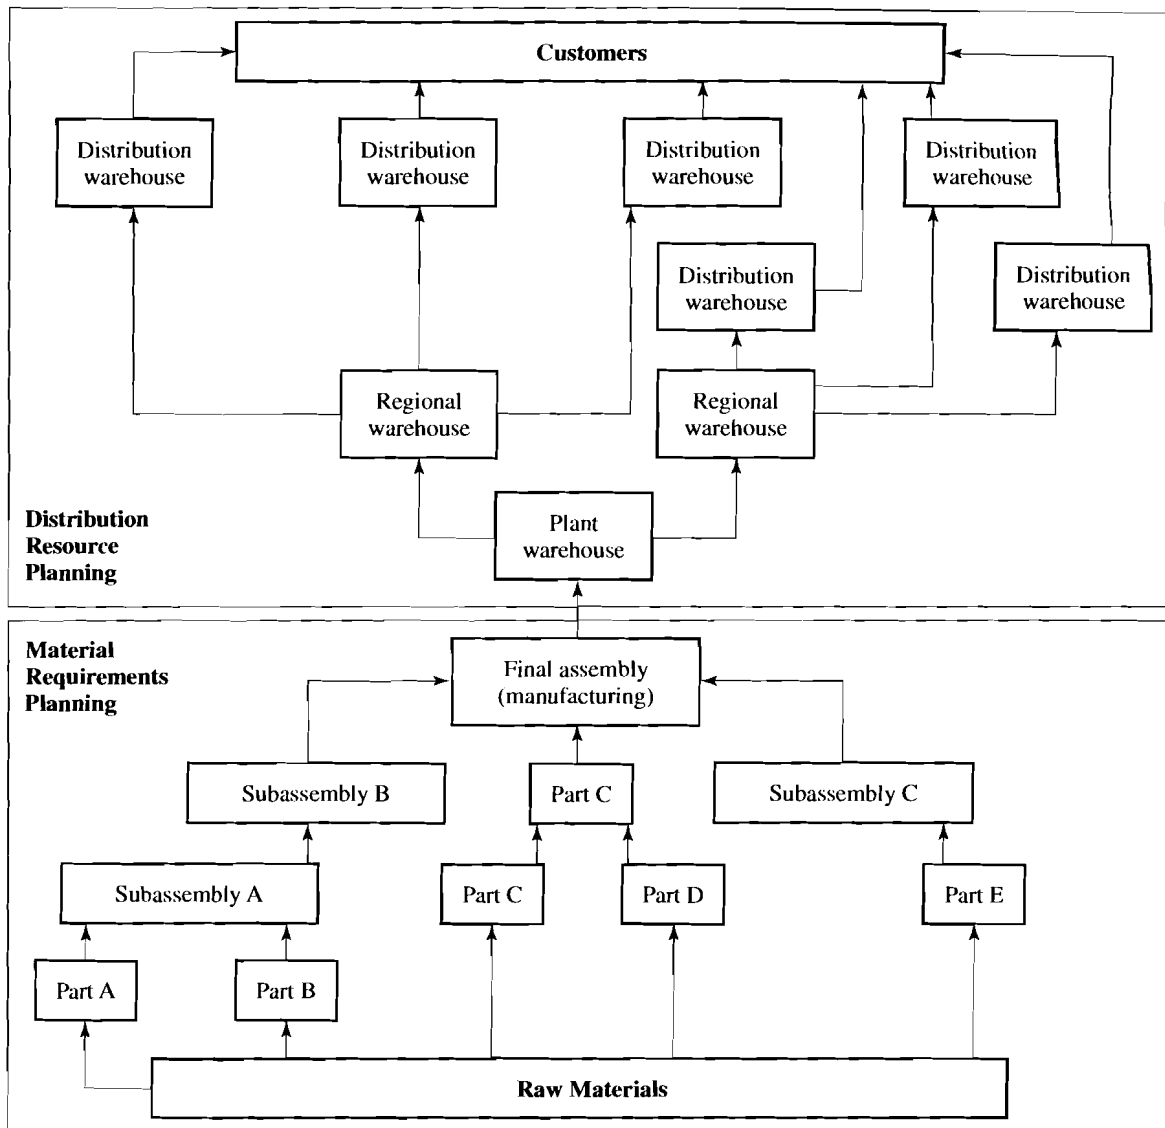 Customers
Distribution
warehouse
Distribution
warehouse
Distribution
warehouse
Distribution
warehouse
Distribution
warehouse
Distribution
warehouse
Regional
warehouse
Regional
warehouse
Distribution
Resource
Planning
Plant
warehouse
Material
Requirements
Planning
Final assembly
(manufacturing)
Subassembly B
Part C
Subassembly C
Subassembly A
Part C
Part D
Part E
Part A
Part B
Raw Materials